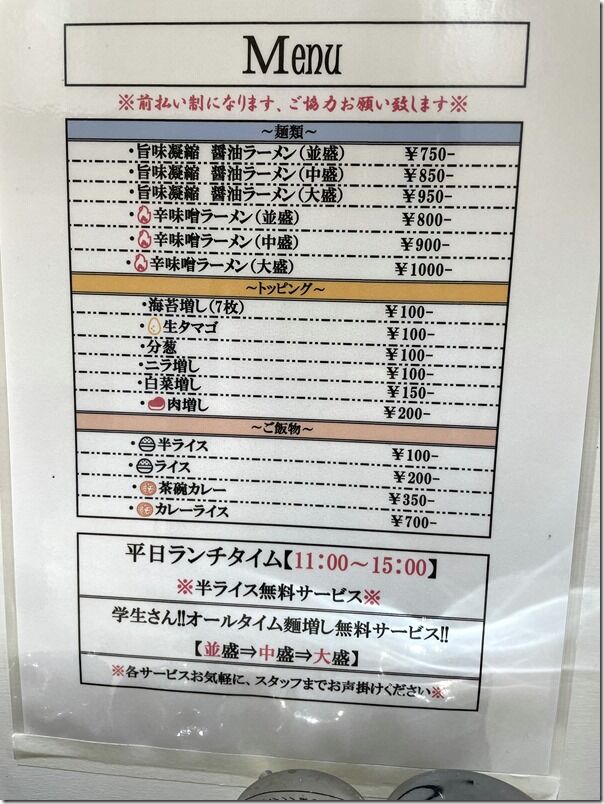 Menu
※前払い制になります、ご協力お願い致します※
～麺類～
・旨味凝縮 醤油ラーメン(並盛) ￥750-
・旨味凝縮 醤油ラーメン(中盛) ￥850-
・旨味凝縮 醤油ラーメン(大盛) ￥950-
・辛味噌ラーメン(並盛) ￥800-
・辛味噌ラーメン(中盛) ￥900-
・辛味噌ラーメン(大盛) ￥1000-
～トッピング～
・海苔増し(7枚) ￥100-
・生タマゴ ￥100-
・分葱 ￥100-
・ニラ増し ￥100-
・白菜増し ￥150-
・肉増し ￥200-
～ご飯物～
・半ライス ￥100-
・ライス ￥200-
・茶碗カレー ￥350-
・カレーライス ￥700-
平日ランチタイム【11:00～15:00】
※半ライス無料サービス※
学生さん!!オールタイム麺増し無料サービス!!
【並盛⇒中盛⇒大盛】
※各サービスお気軽に、スタッフまでお声掛けください※